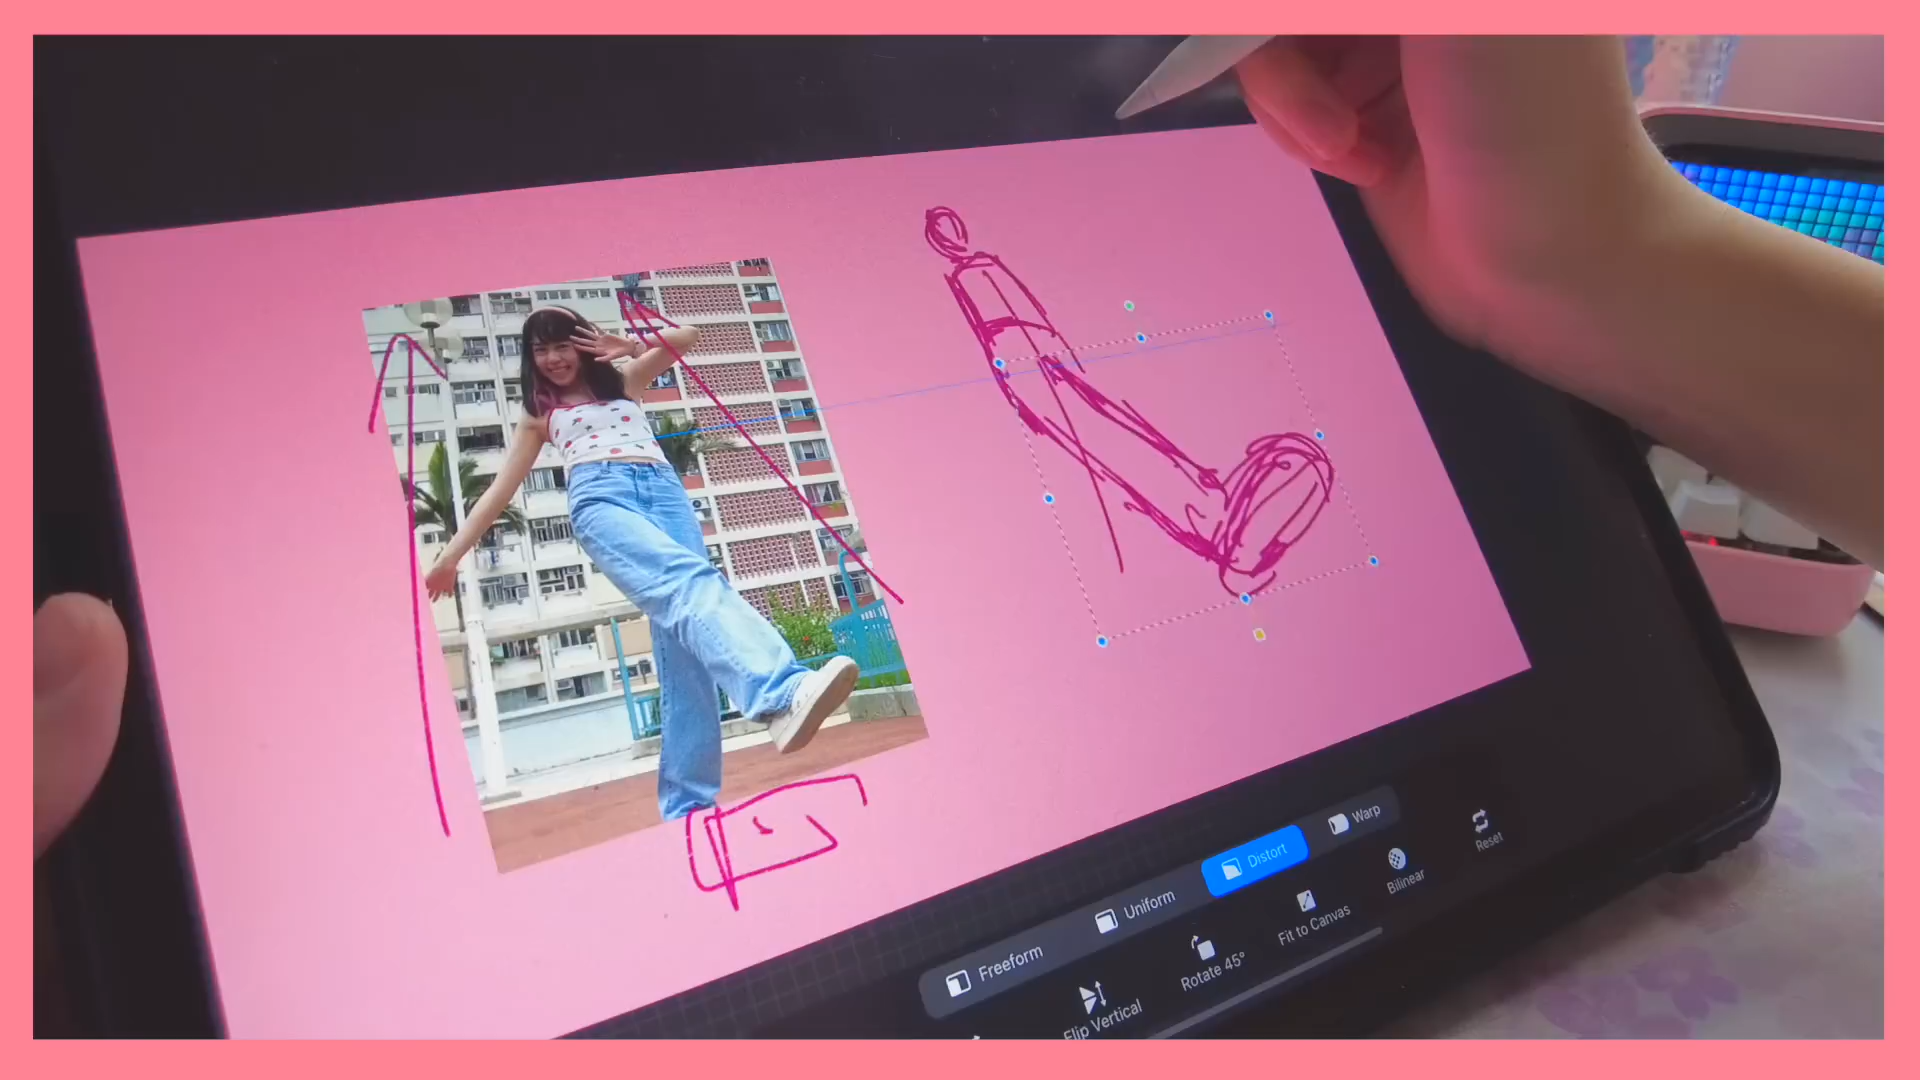 Freeform
Uniform
Distort
Warp
Flip Vertical
Rotate 45°
Fit to Canvas
Bilinear
Reset